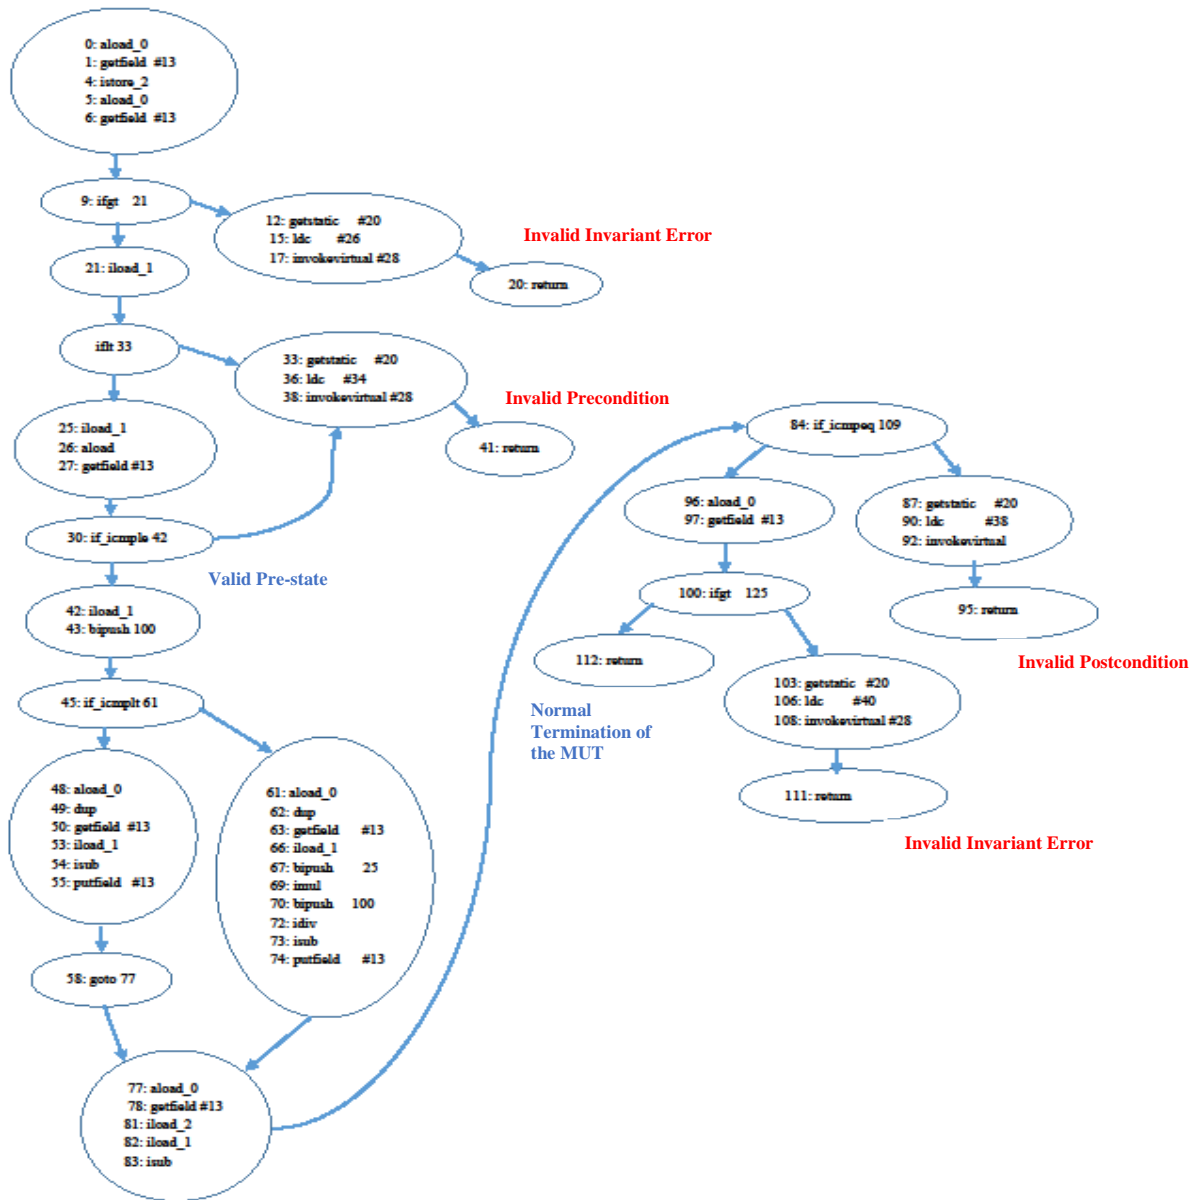 0: aload_0
1: getfield #13
4: istore_2
5: aload_0
6: getfield #13
9: ifgt 21
12: getstatic #20
15: ldc #26
17: invokevirtual #28
Invalid Invariant Error
20: return
21: iload_1
iflt 33
33: getstatic #20
36: ldc #34
38: invokevirtual #28
Invalid Precondition
41: return
25: iload_1
26: aload
27: getfield #13
30: if_icmple 42
Valid Pre-state
42: iload_1
43: bipush 100
45: if_icmplt 61
48: aload_0
49: dup
50: getfield #13
53: iload_1
54: isub
55: putfield #13
58: goto 77
61: aload_0
62: dup
63: getfield #13
66: iload_1
67: bipush 25
69: imul
70: bipush 100
72: idiv
73: isub
74: putfield #13
77: aload_0
78: getfield #13
81: iload_2
82: iload_1
83: isub
84: if_icmpeq 109
96: aload_0
97: getfield #13
87: getstatic #20
90: ldc #38
92: invokevirtual
95: return
Invalid Postcondition
100: ifgt 125
112: return
Normal
Termination of
the MUT
103: getstatic #20
106: ldc #40
108: invokevirtual #28
111: return
Invalid Invariant Error